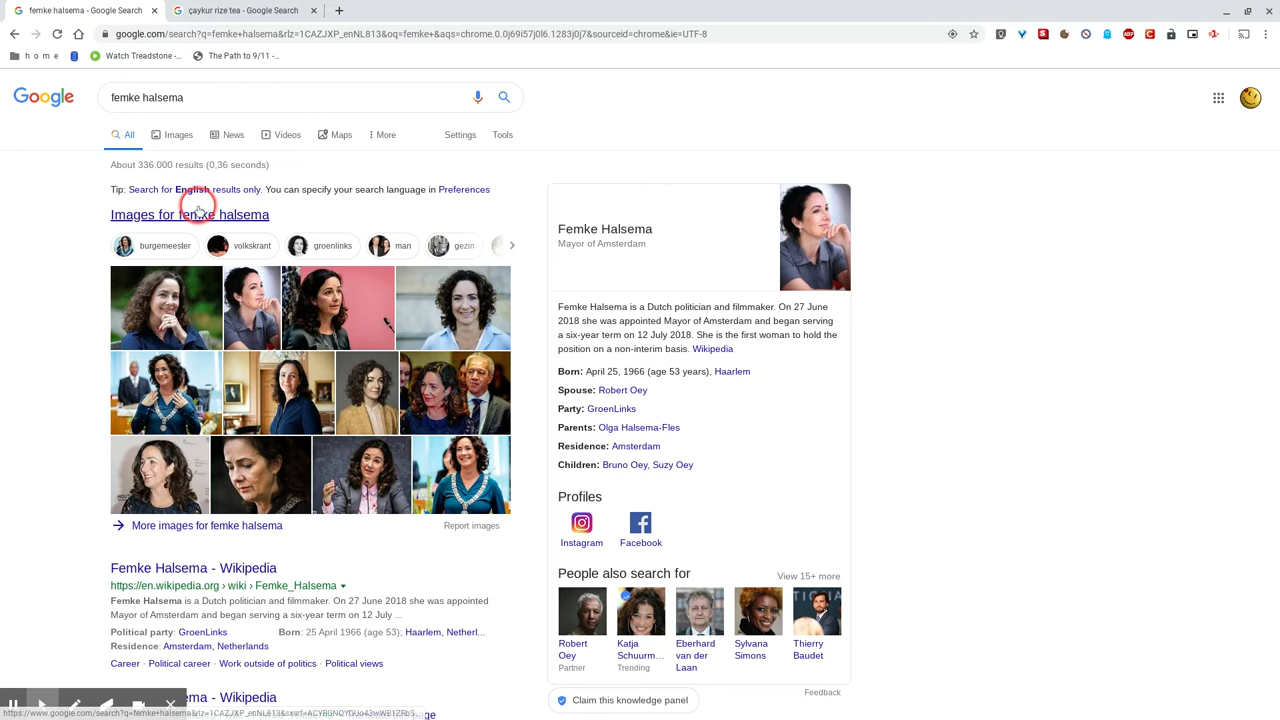 femke halsema - Google Search
çaykur rize tea - Google Search
google.com/search?q=femke+halsema&rlz=1CAZJXP_enNL813&oq=femke+&aqs=chrome.0.0j69i57j0l6.1283j0j7&sourceid=chrome&ie=UTF-8
h o m e
Watch Treadstone -...
The Path to 9/11 -...
Google
femke halsema
All
Images
News
Videos
Maps
More
Settings
Tools
About 336.000 results (0,36 seconds)
Tip: Search for English results only. You can specify your search language in Preferences
Images for femke halsema
burgemeester
volkskrant
groenlinks
man
gezin
More images for femke halsema
Report images
Femke Halsema - Wikipedia
https://en.wikipedia.org › wiki › Femke_Halsema
Femke Halsema is a Dutch politician and filmmaker. On 27 June 2018 she was appointed
Mayor of Amsterdam and began serving a six-year term on 12 July ...
Political party: GroenLinks
Born: 25 April 1966 (age 53); Haarlem, Netherl...
Residence: Amsterdam, Netherlands
Career · Political career · Work outside of politics · Political views
- Wikipedia
Femke Halsema
Mayor of Amsterdam
Femke Halsema is a Dutch politician and filmmaker. On 27 June
2018 she was appointed Mayor of Amsterdam and began serving
a six-year term on 12 July 2018. She is the first woman to hold the
position on a non-interim basis. Wikipedia
Born: April 25, 1966 (age 53 years), Haarlem
Spouse: Robert Oey
Party: GroenLinks
Parents: Olga Halsema-Fles
Residence: Amsterdam
Children: Bruno Oey, Suzy Oey
Profiles
Instagram
Facebook
People also search for
View 15+ more
Robert
Oey
Partner
Katja
Schuurm...
Trending
Eberhard
van der
Laan
Sylvana
Simons
Thierry
Baudet
Feedback
Claim this knowledge panel